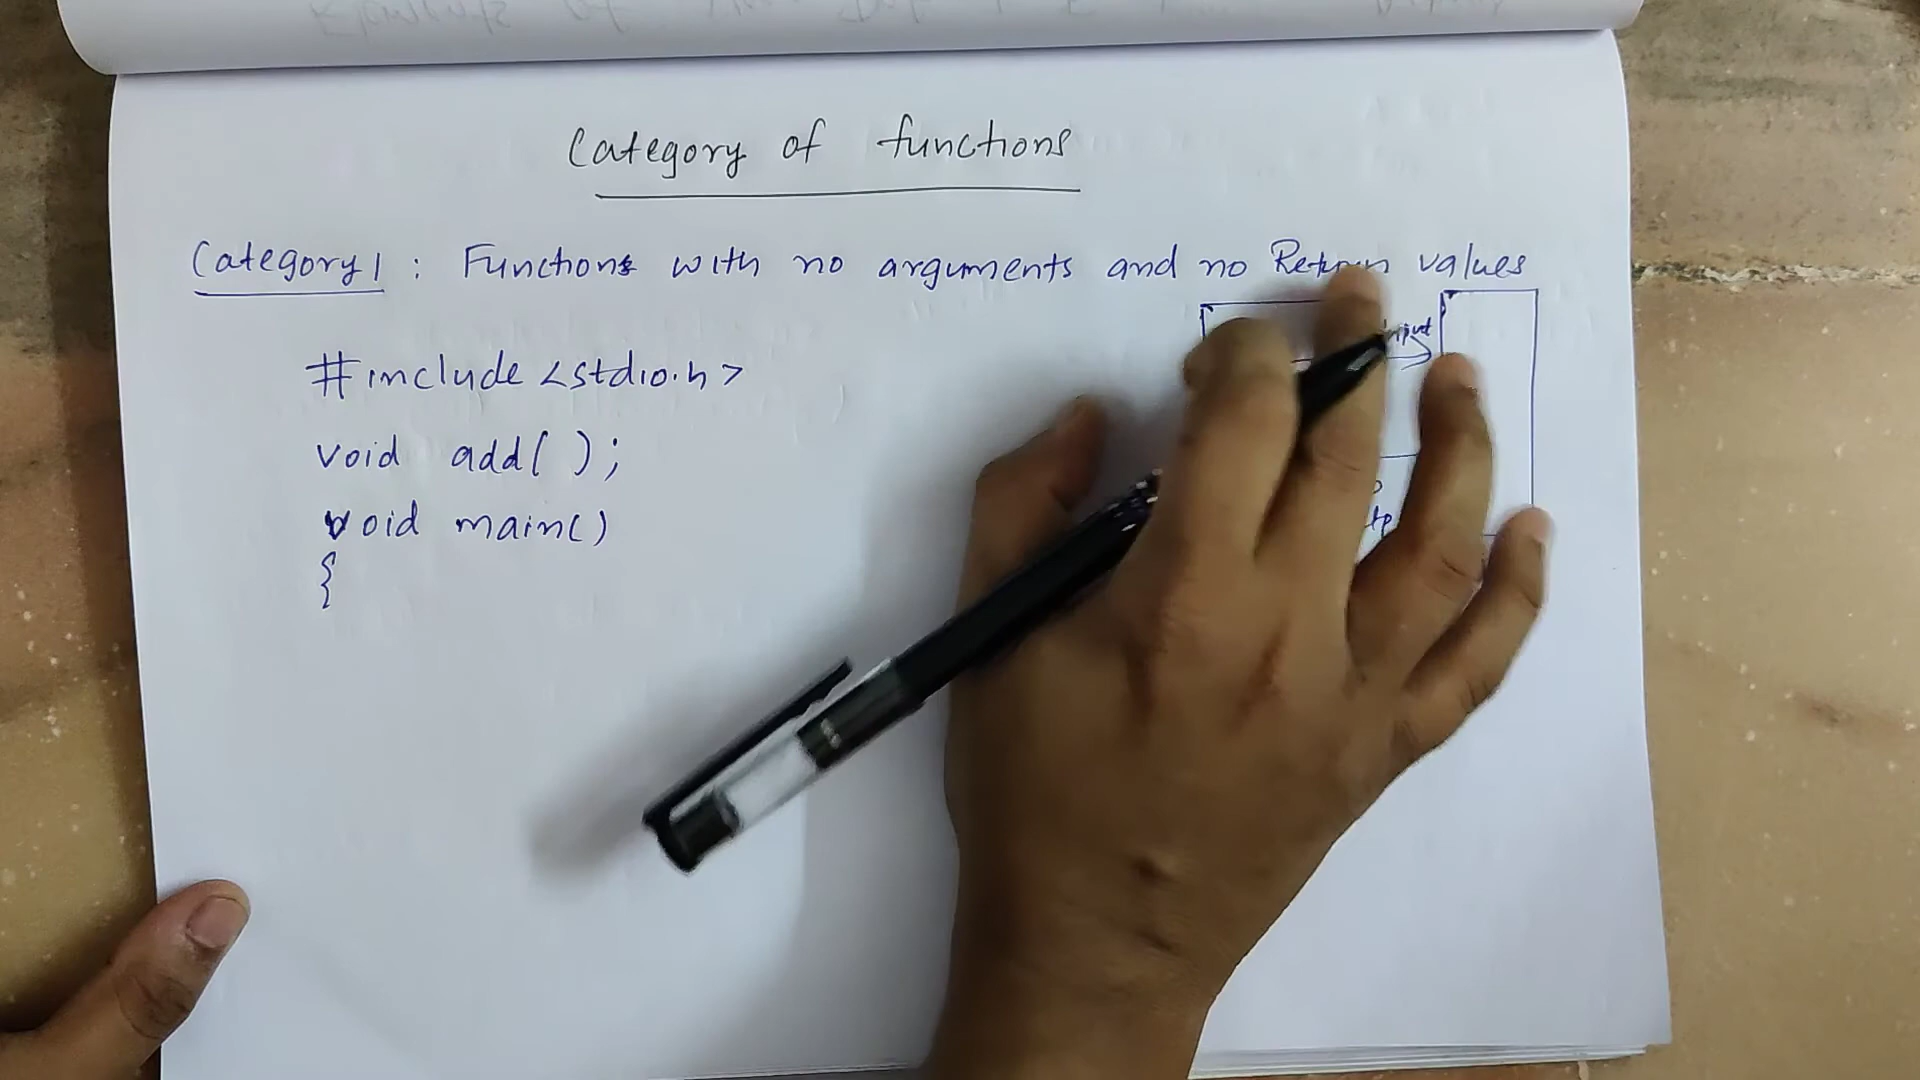 Category of functions
Category 1 : Functions with no arguments and no Return values
#include <stdio.h>
void add( );
void main()
{